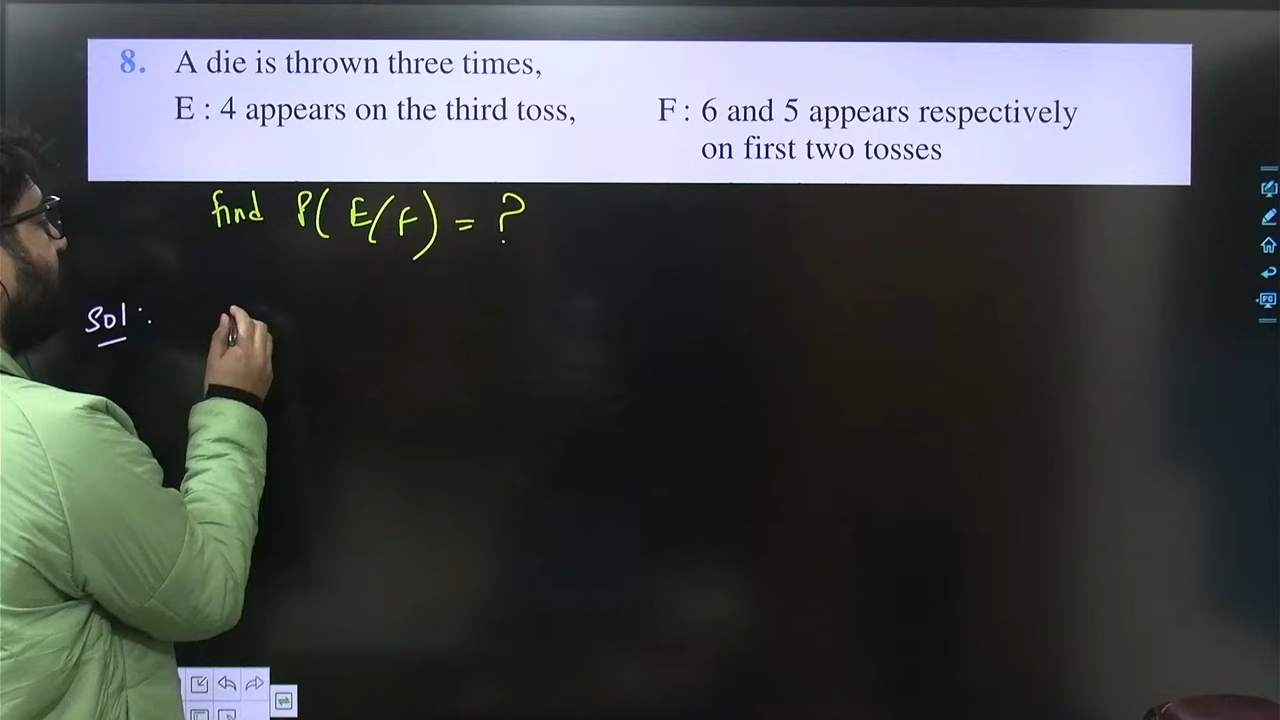 8. A die is thrown three times,
E : 4 appears on the third toss, F : 6 and 5 appears respectively
on first two tosses
find P(E/F) = ?
Sol :
PC